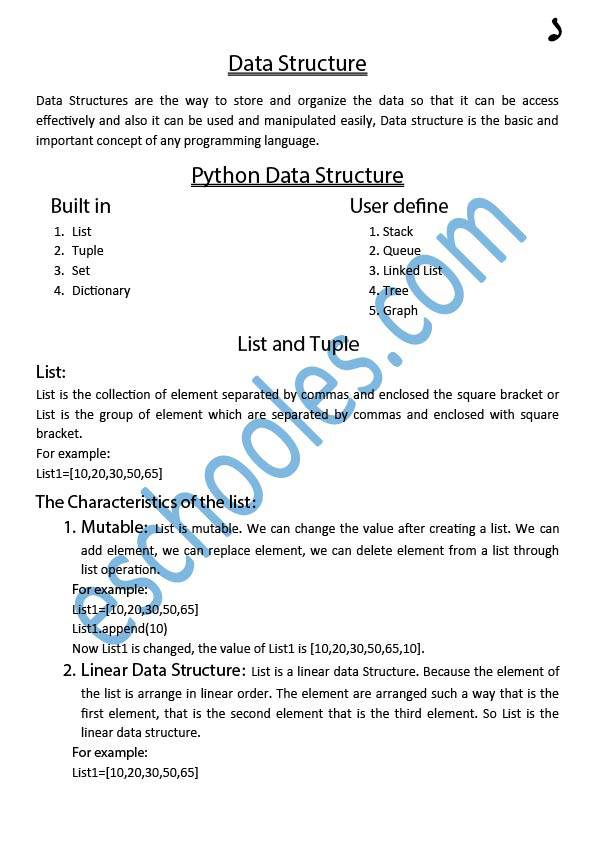 Data Structure
Data Structures are the way to store and organize the data so that it can be access
effectively and also it can be used and manipulated easily, Data structure is the basic and
important concept of any programming language.
Python Data Structure
Built in
1. List
2. Tuple
3. Set
4. Dictionary
User define
1. Stack
2. Queue
3. Linked List
4. Tree
5. Graph
List and Tuple
List:
List is the collection of element separated by commas and enclosed the square bracket or
List is the group of element which are separated by commas and enclosed with square
bracket.
For example:
List1=[10,20,30,50,65]
The Characteristics of the list:
1. Mutable: List is mutable. We can change the value after creating a list. We can
add element, we can replace element, we can delete element from a list through
list operation.
For example:
List1=[10,20,30,50,65]
List1.append(10)
Now List1 is changed, the value of List1 is [10,20,30,50,65,10].
2. Linear Data Structure: List is a linear data Structure. Because the element of
the list is arrange in linear order. The element are arranged such a way that is the
first element, that is the second element that is the third element. So List is the
linear data structure.
For example:
List1=[10,20,30,50,65]
eschooles.com